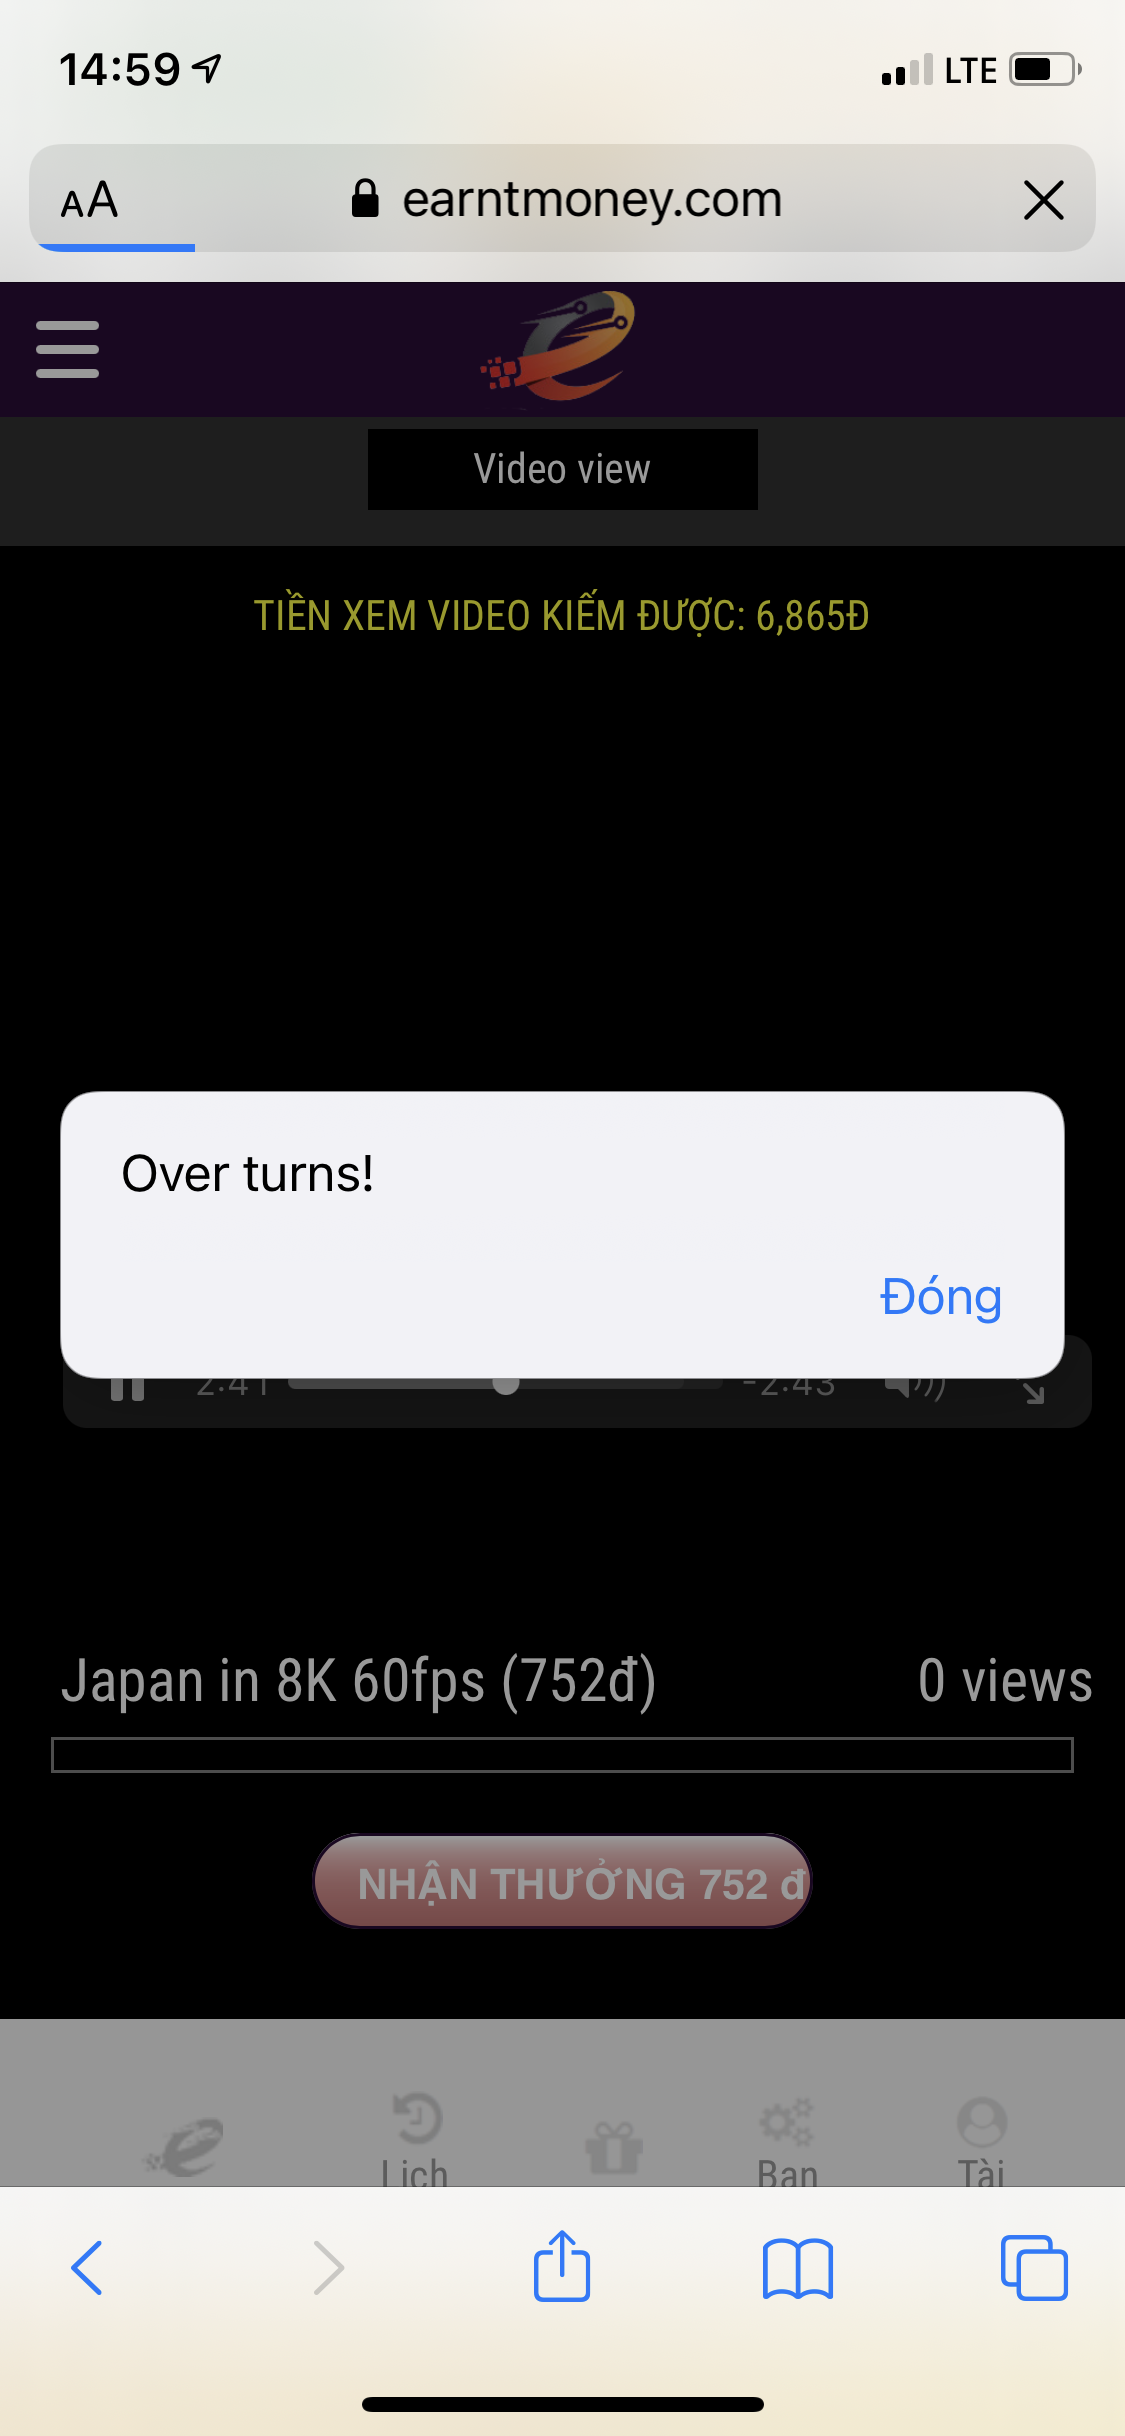 14:59
LTE
AA
earntmoney.com
Video view
TIỀN XEM VIDEO KIẾM ĐƯỢC: 6,865Đ
Over turns!
Đóng
2:41
-2:43
Japan in 8K 60fps (752đ)
0 views
NHẬN THƯỞNG 752 đ
Lịch
Bạn
Tài